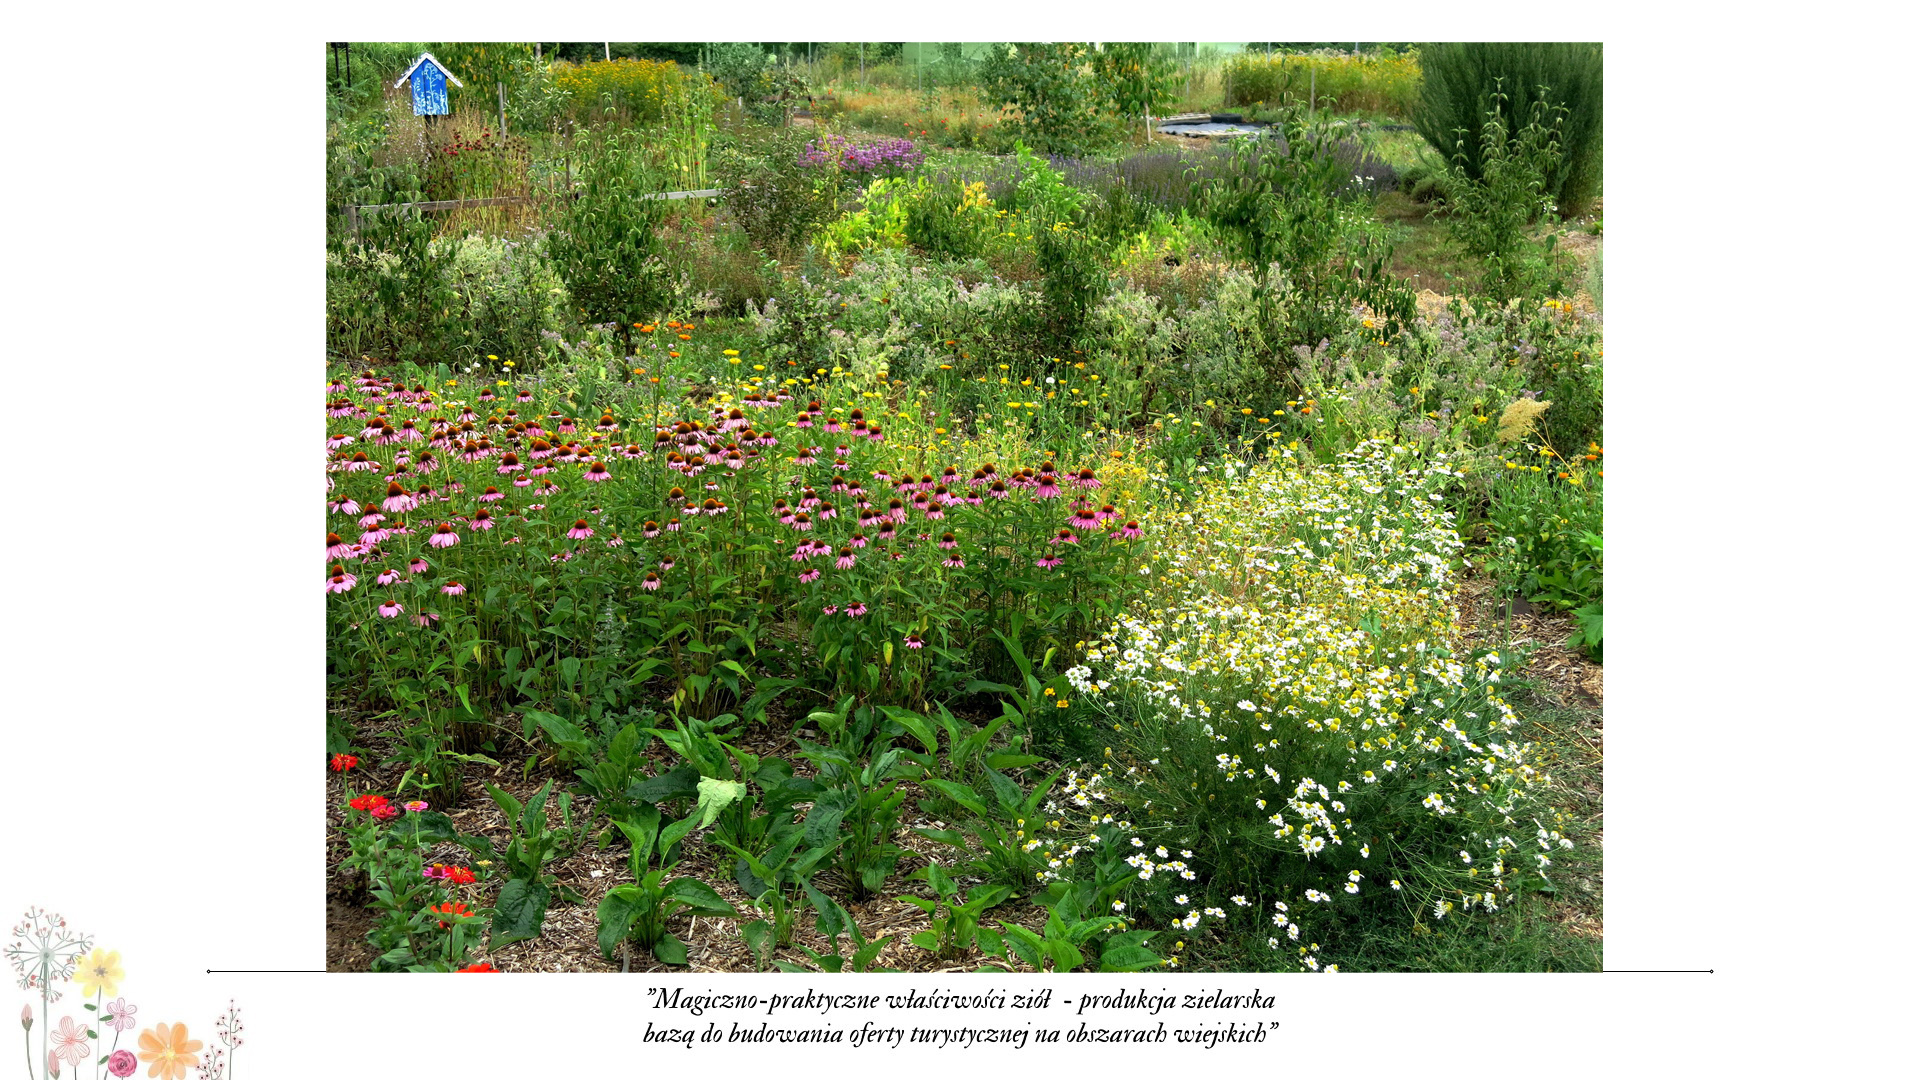 "Magiczno-praktyczne właściwości ziół  - produkcja zielarska
bazą do budowania oferty turystycznej na obszarach wiejskich"